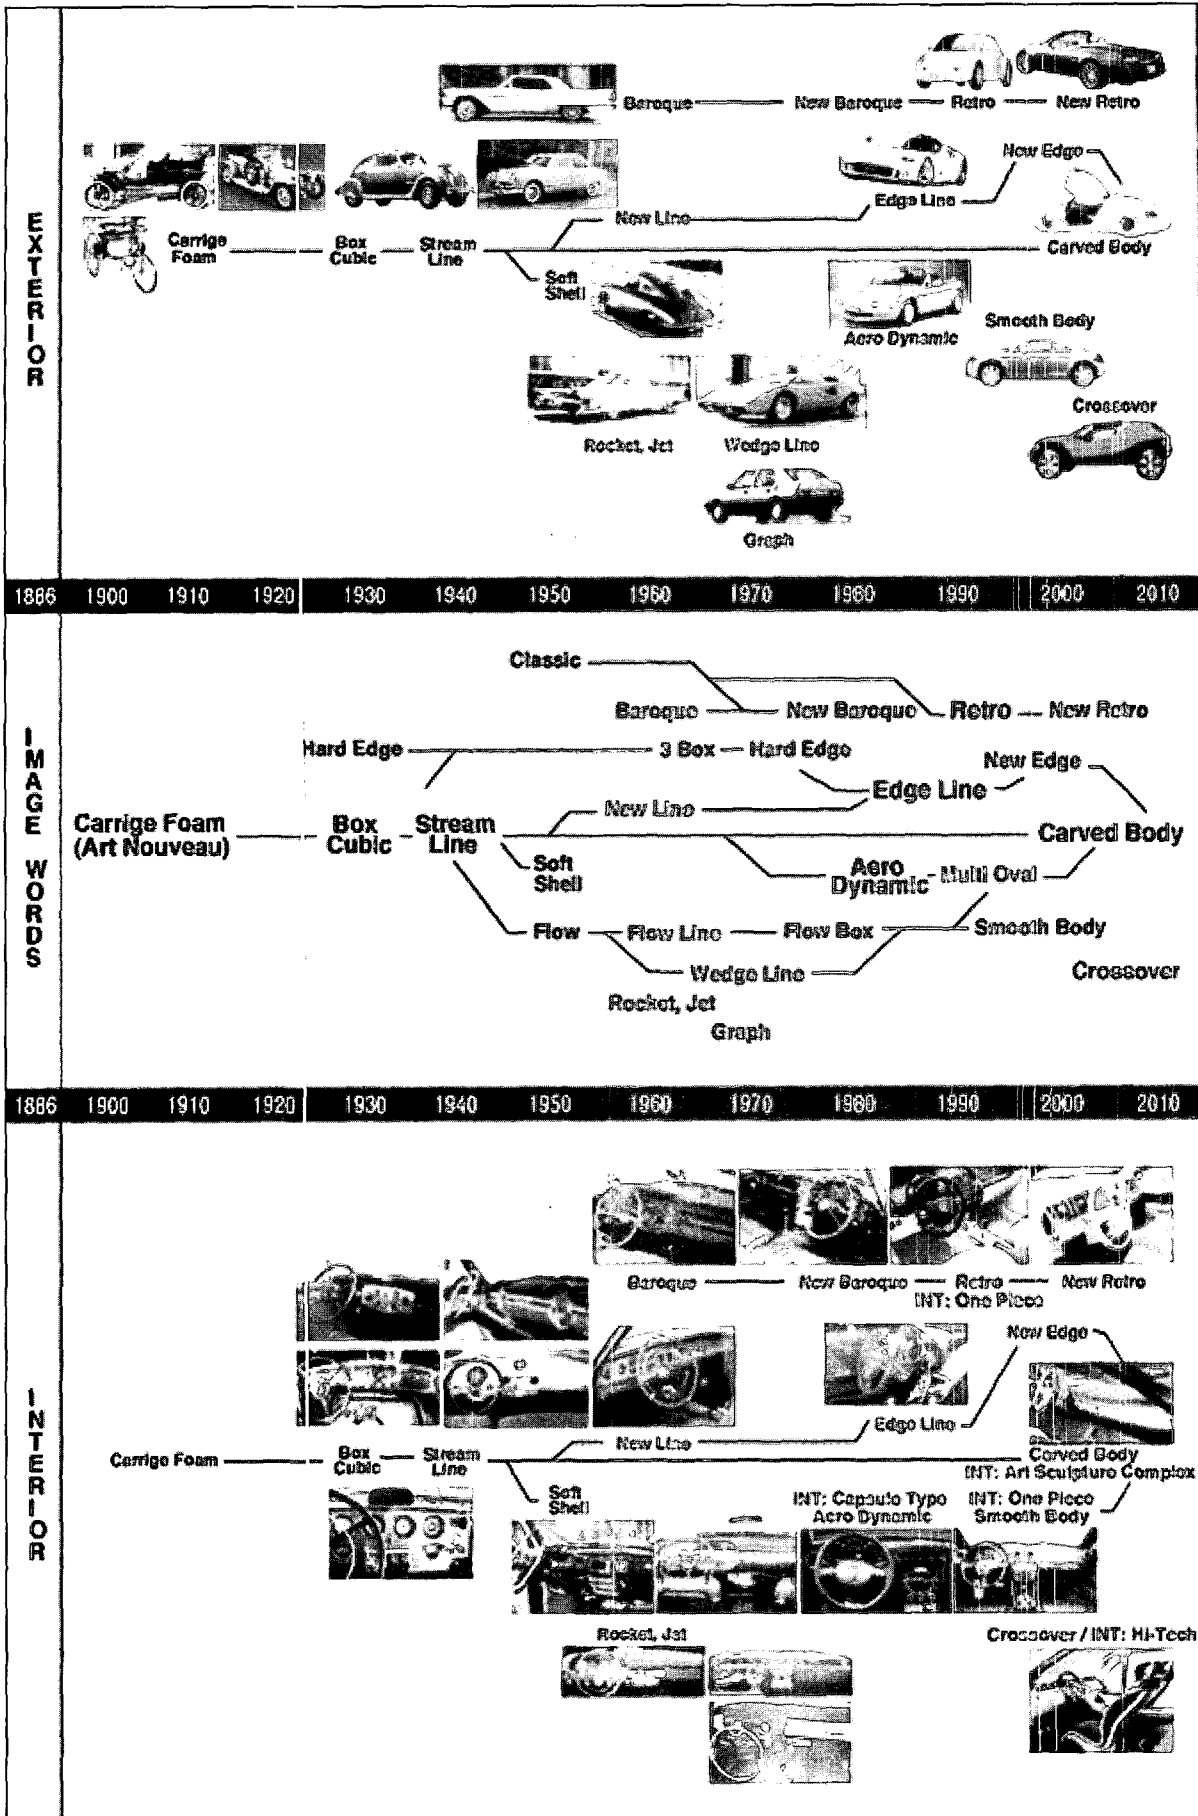 EXTERIOR
Baroque
New Baroque
Retro
New Retro
New Edge
Edge Line
New Line
Carrige
Foam
Box
Cubic
Stream
Line
Carved Body
Soft
Shell
Aero Dynamic
Smooth Body
Crossover
Rocket, Jet
Wedge Line
Graph
1886 1900 1910 1920 1930 1940 1950 1960 1970 1980 1990 2000 2010
IMAGE WORDS
Classic
Baroque
New Baroque
Retro
New Retro
Hard Edge
3 Box
Hard Edge
New Edge
Edge Line
New Line
Carrige Foam
(Art Nouveau)
Box
Cubic
Stream
Line
Carved Body
Soft
Shell
Aero
Dynamic
Multi Oval
Flow
Flow Line
Flow Box
Smooth Body
Wedge Line
Crossover
Rocket, Jet
Graph
1886 1900 1910 1920 1930 1940 1950 1960 1970 1980 1990 2000 2010
INTERIOR
Baroque
New Baroque
Retro
New Retro
INT: One Piece
New Edge
Edge Line
New Line
Carrige Foam
Box
Cubic
Stream
Line
Carved Body
INT: Art Sculpture Complex
Soft
Shell
INT: Capsule Type
Aero Dynamic
INT: One Piece
Smooth Body
Rocket, Jet
Crossover / INT: Hi-Tech